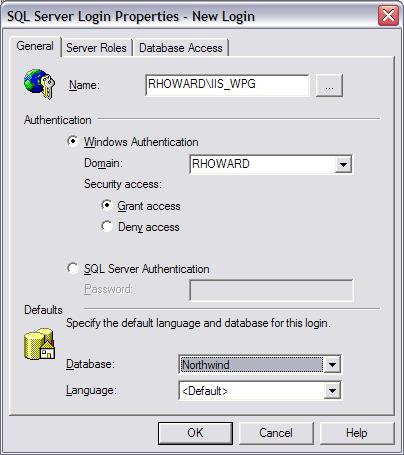 SQL Server Login Properties - New Login
General Server Roles Database Access
Name: RHOWARD\IIS_WPG ...
Authentication
Windows Authentication
Domain: RHOWARD
Security access:
Grant access
Deny access
SQL Server Authentication
Password:
Defaults
Specify the default language and database for this login.
Database: Northwind
Language: <Default>
OK Cancel Help